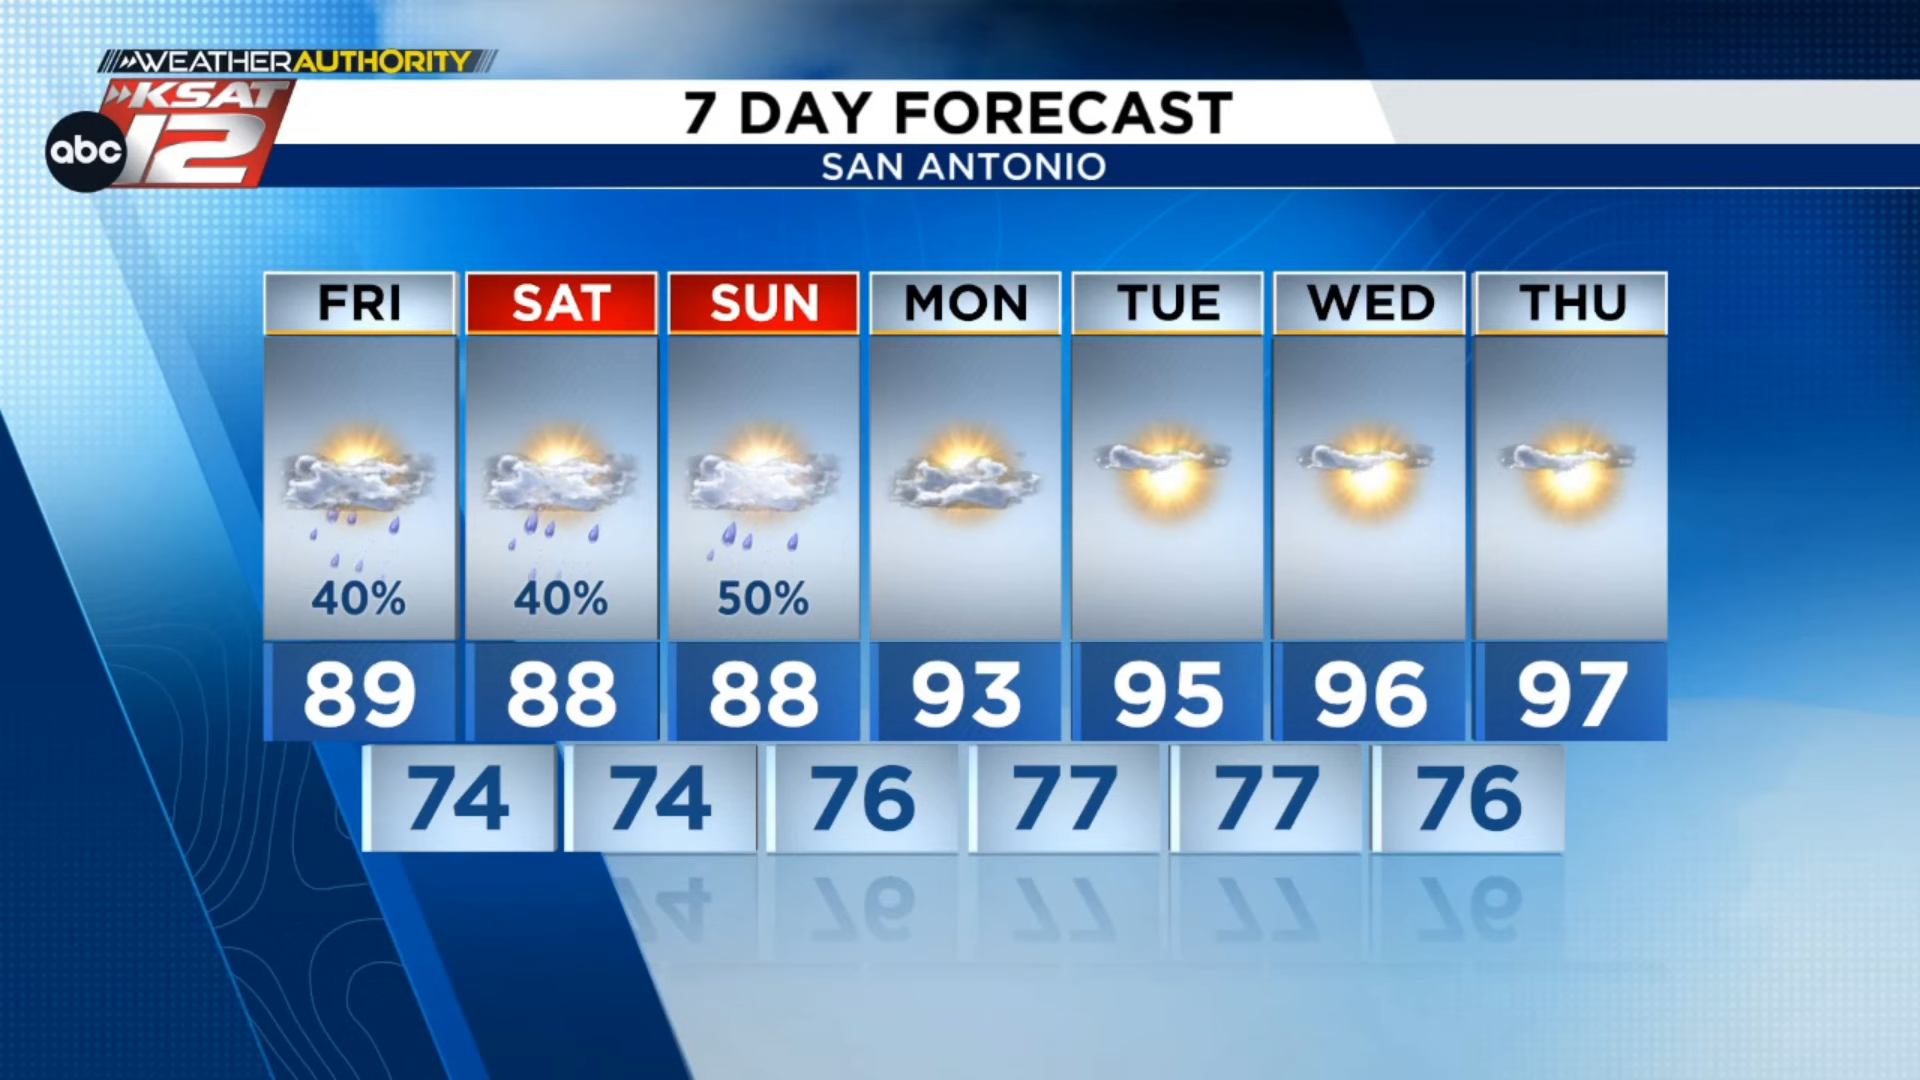 WEATHERAUTHORITY
KSAT
12
abc
7 DAY FORECAST
SAN ANTONIO
FRI SAT SUN MON TUE WED THU
40% 40% 50%
89 88 88 93 95 96 97
74 74 76 77 77 76